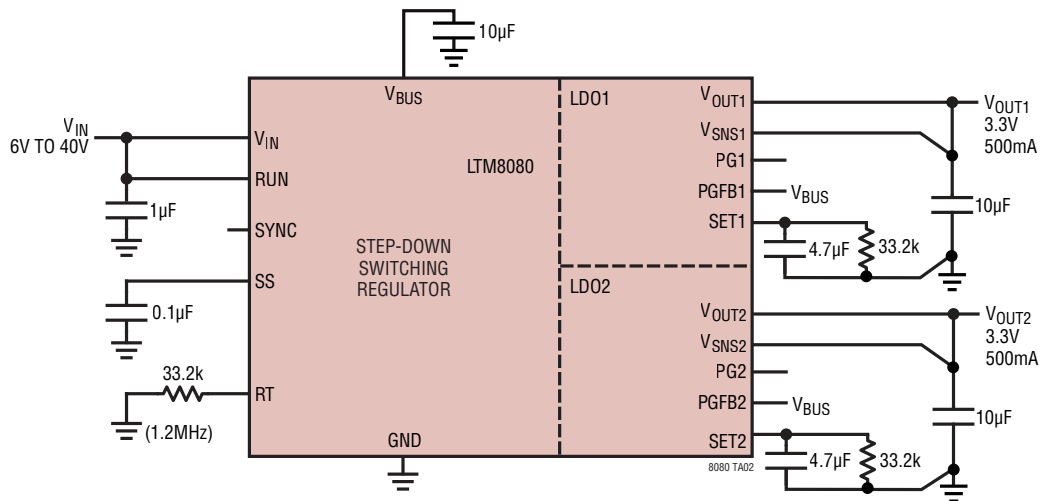 10µF
VBUS
LDO1
VOUT1
VOUT1
3.3V
500mA
VIN
6V TO 40V
VIN
VSNS1
LTM8080
PG1
RUN
PGFB1
VBUS
10µF
1µF
SET1
SYNC
4.7µF
33.2k
STEP-DOWN
SWITCHING
REGULATOR
SS
LDO2
0.1µF
VOUT2
VOUT2
3.3V
500mA
VSNS2
PG2
33.2k
RT
PGFB2
VBUS
10µF
(1.2MHz)
GND
SET2
4.7µF
33.2k
8080 TA02